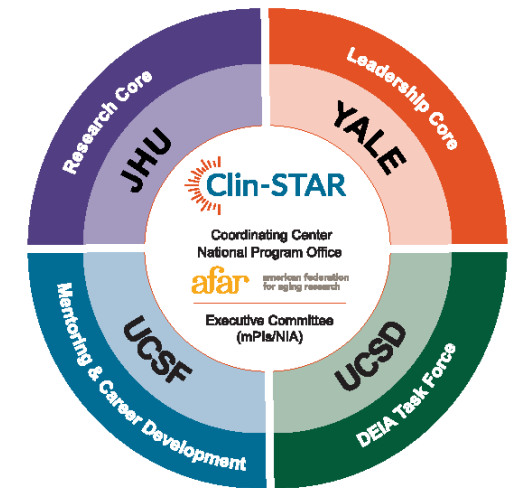 Research Core
JHU
Leadership Core
YALE
Clin-STAR
Coordinating Center
National Program Office
afar american federation
for aging research
Executive Committee
(mPIs/NIA)
UCSF
Mentoring & Career Development
UCSD
DEIA Task Force